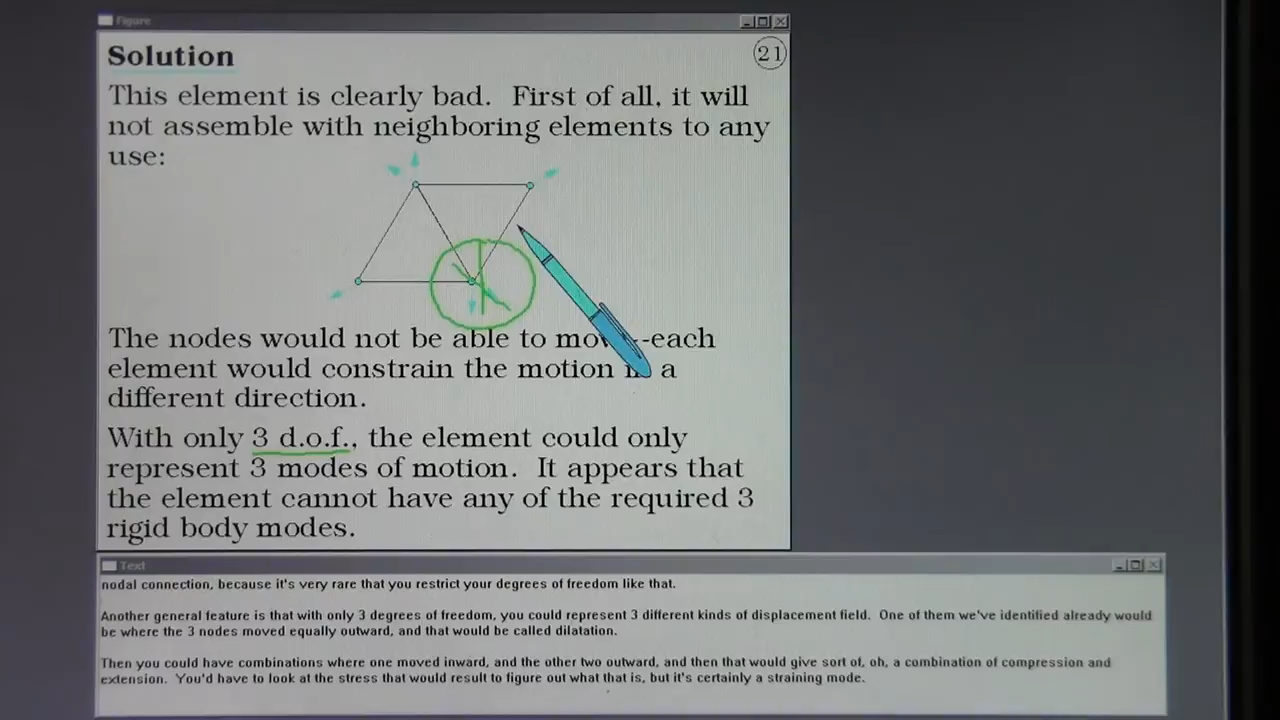 Figure
Solution
21
This element is clearly bad. First of all, it will
not assemble with neighboring elements to any
use:
The nodes would not be able to --each
element would constrain the motion a
different direction.
With only 3 d.o.f., the element could only
represent 3 modes of motion. It appears that
the element cannot have any of the required 3
rigid body modes.
Text
nodal connection, because it's very rare that you restrict your degrees of freedom like that.
Another general feature is that with only 3 degrees of freedom, you could represent 3 different kinds of displacement field. One of them we've identified already would
be where the 3 nodes moved equally outward, and that would be called dilatation.
Then you could have combinations where one moved inward, and the other two outward, and then that would give sort of, oh, a combination of compression and
extension. You'd have to look at the stress that would result to figure out what that is, but it's certainly a straining mode.